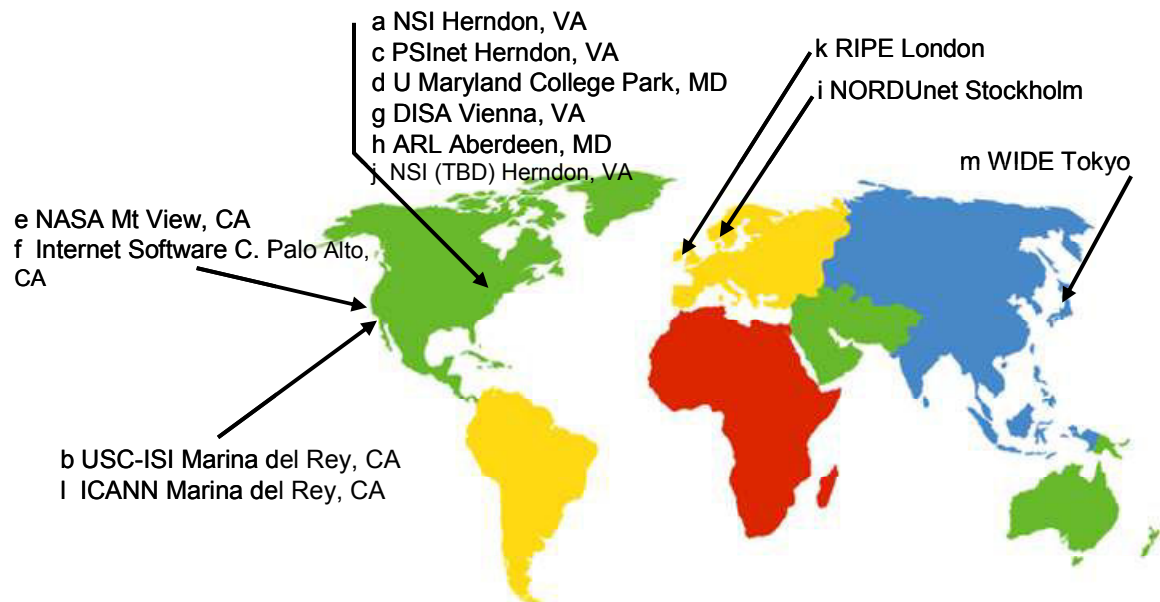 a NSI Herndon, VA
c PSInet Herndon, VA
d U Maryland College Park, MD
g DISA Vienna, VA
h ARL Aberdeen, MD
j NSI (TBD) Herndon, VA
k RIPE London
i NORDUnet Stockholm
m WIDE Tokyo
e NASA Mt View, CA
f Internet Software C. Palo Alto,
CA
b USC-ISI Marina del Rey, CA
l ICANN Marina del Rey, CA